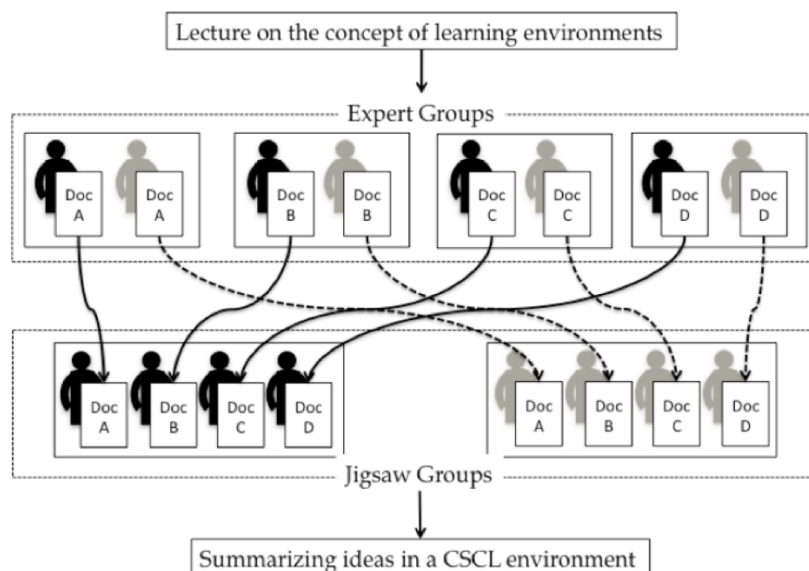 Lecture on the concept of learning environments
Expert Groups
Doc
A
Doc
A
Doc
B
Doc
B
Doc
C
Doc
C
Doc
D
Doc
D
Doc
A
Doc
B
Doc
C
Doc
D
Doc
A
Doc
B
Doc
C
Doc
D
Jigsaw Groups
Summarizing ideas in a CSCL environment